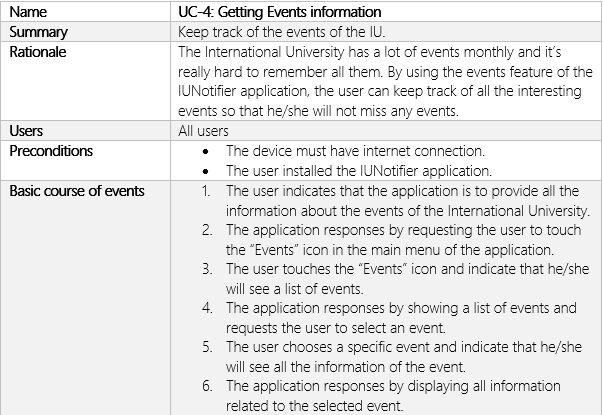 Name UC-4: Getting Events information
Summary Keep track of the events of the IU.
Rationale The International University has a lot of events monthly and it's
really hard to remember all them. By using the events feature of the
IUNotifier application, the user can keep track of all the interesting
events so that he/she will not miss any events.
Users All users
Preconditions • The device must have internet connection.
• The user installed the IUNotifier application.
Basic course of events 1. The user indicates that the application is to provide all the
information about the events of the International University.
2. The application responses by requesting the user to touch
the “Events” icon in the main menu of the application.
3. The user touches the “Events” icon and indicate that he/she
will see a list of events.
4. The application responses by showing a list of events and
requests the user to select an event.
5. The user chooses a specific event and indicate that he/she
will see all the information of the event.
6. The application responses by displaying all information
related to the selected event.